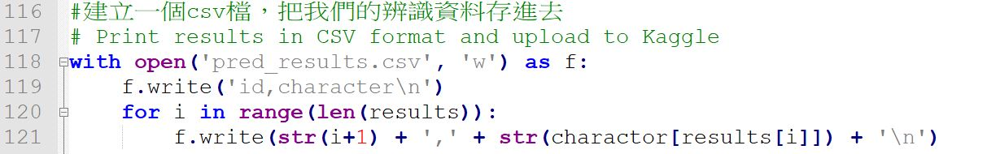 116 #建立一個csv檔，把我們的辨識資料存進去
117 # Print results in CSV format and upload to Kaggle
118 with open('pred_results.csv', 'w') as f:
119     f.write('id,character\n')
120     for i in range(len(results)):
121         f.write(str(i+1) + ',' + str(charactor[results[i]]) + '\n')